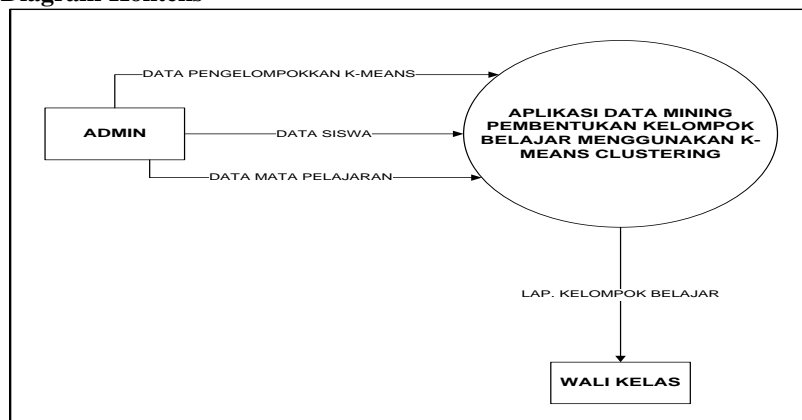 Diagram Konteks
DATA PENGELOMPOKKAN K-MEANS
ADMIN
DATA SISWA
DATA MATA PELAJARAN
APLIKASI DATA MINING
PEMBENTUKAN KELOMPOK
BELAJAR MENGGUNAKAN K-
MEANS CLUSTERING
LAP. KELOMPOK BELAJAR
WALI KELAS